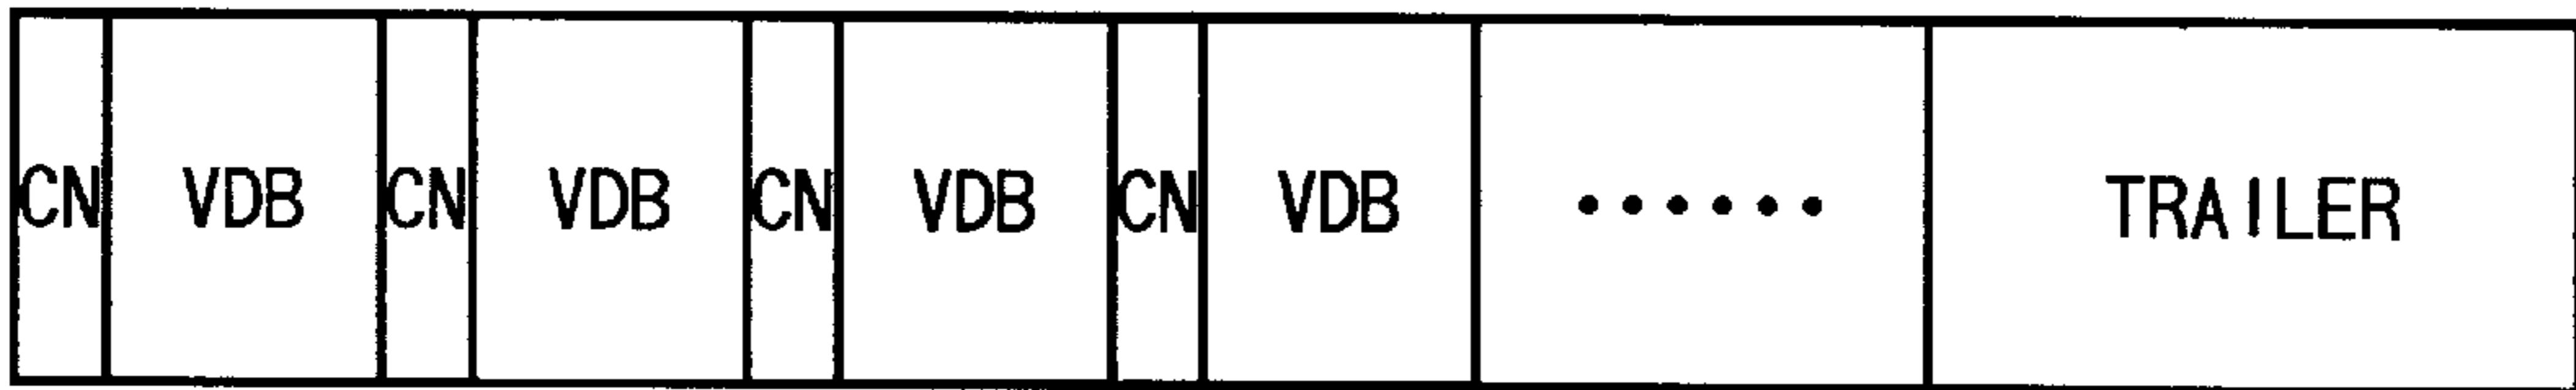 CN VDB CN VDB CN VDB CN VDB ...... TRAILER